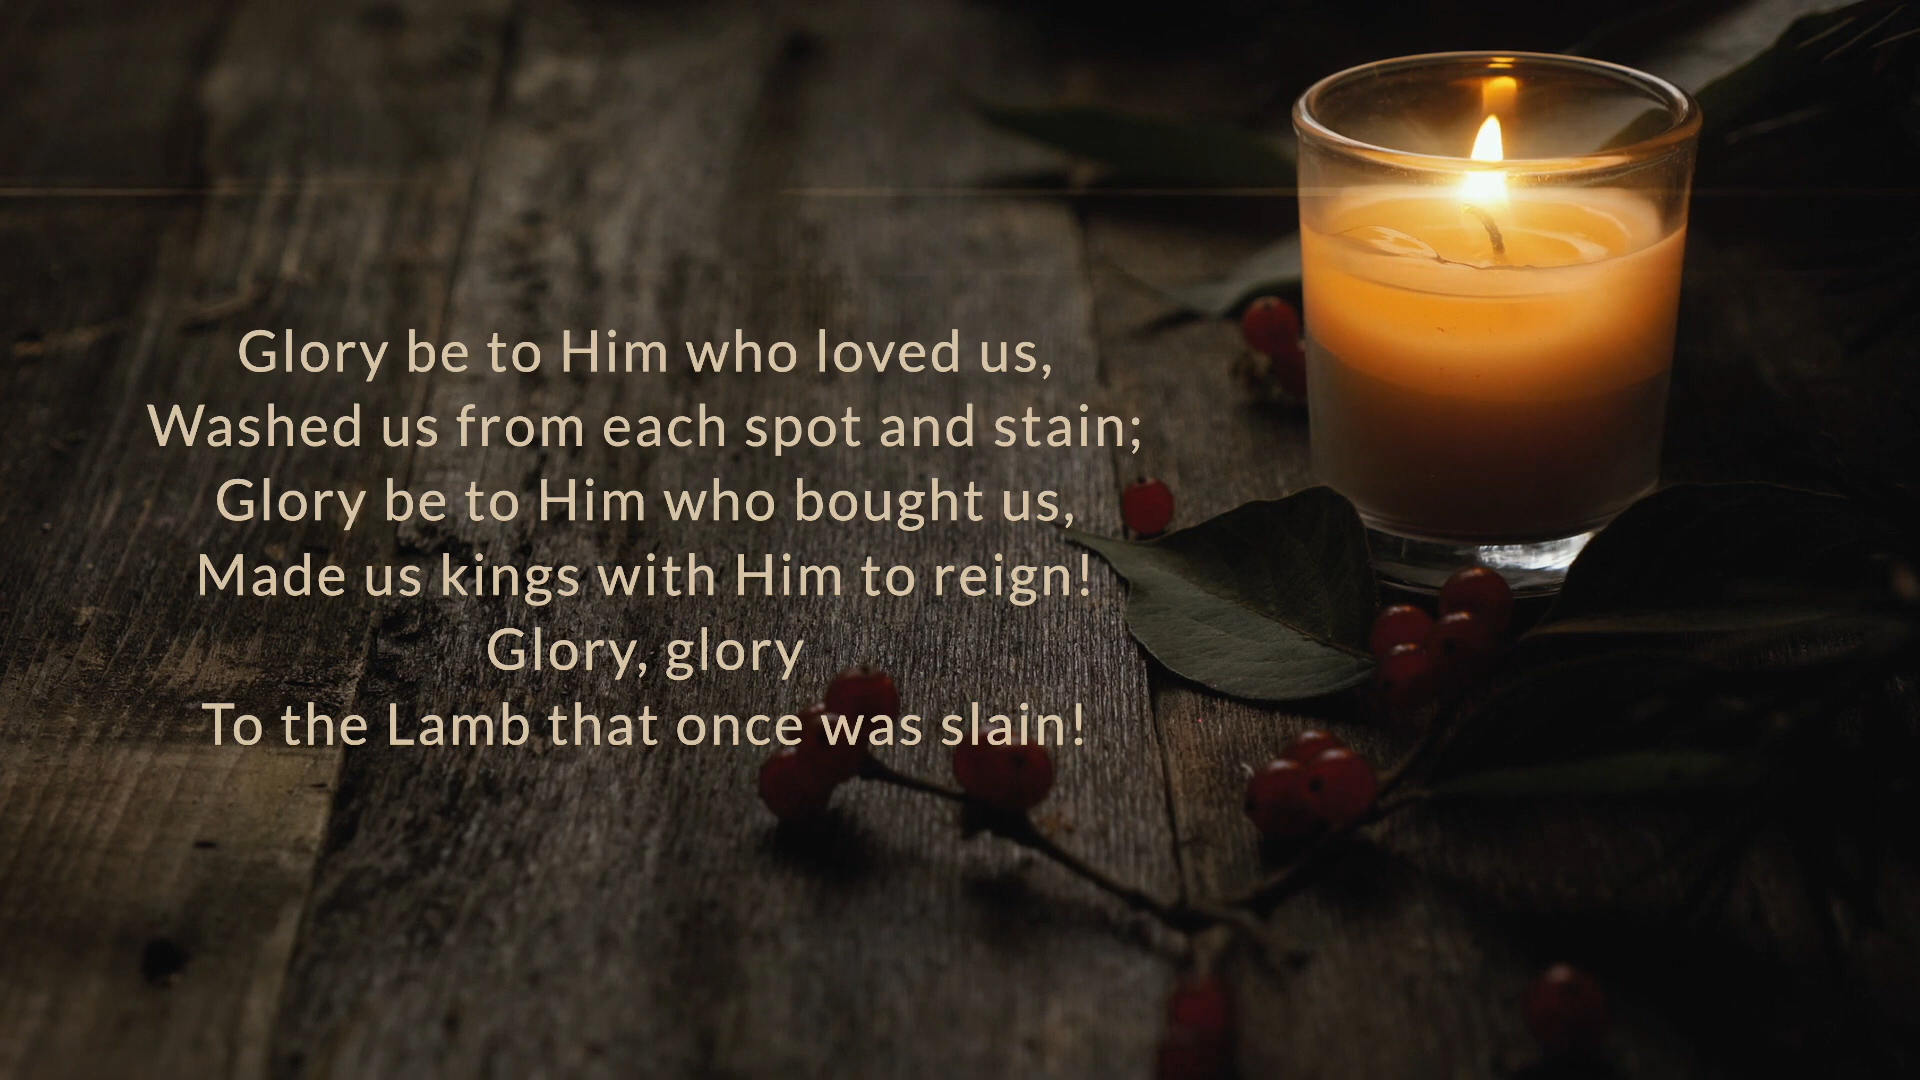 Glory be to Him who loved us,
Washed us from each spot and stain;
Glory be to Him who bought us,
Made us kings with Him to reign!
Glory, glory
To the Lamb that once was slain!